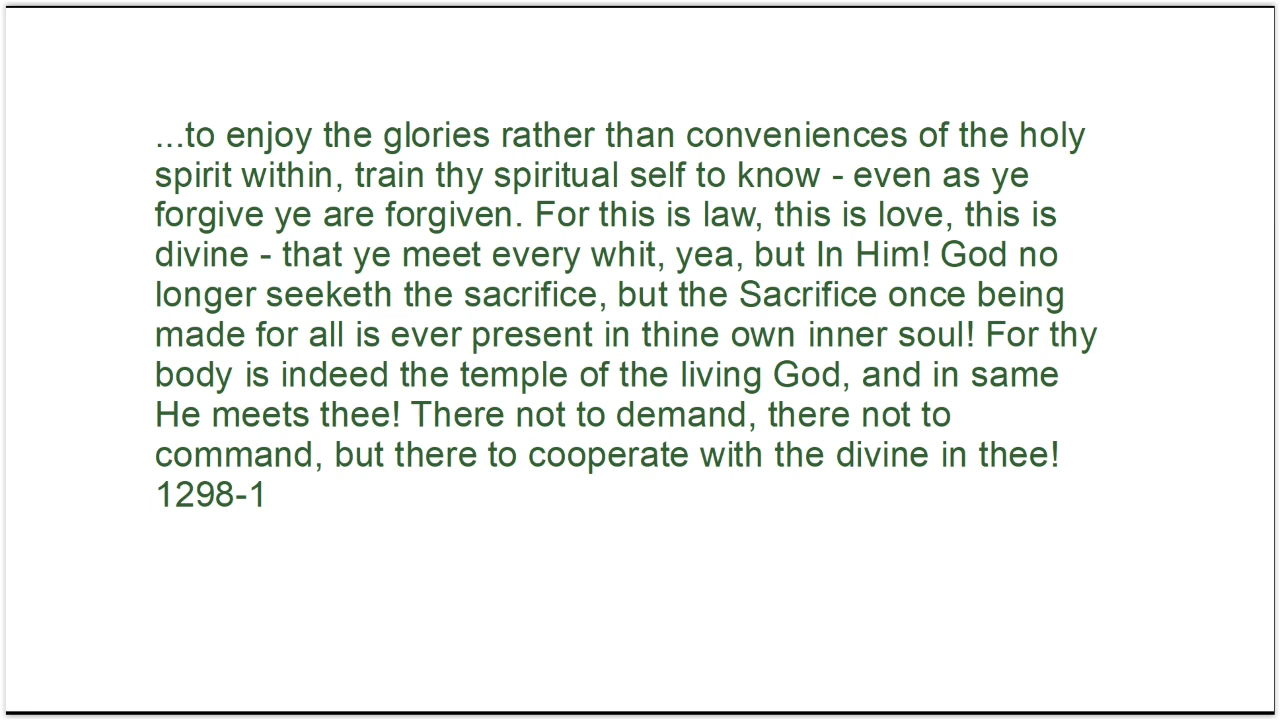 ...to enjoy the glories rather than conveniences of the holy
spirit within, train thy spiritual self to know - even as ye
forgive ye are forgiven. For this is law, this is love, this is
divine - that ye meet every whit, yea, but In Him! God no
longer seeketh the sacrifice, but the Sacrifice once being
made for all is ever present in thine own inner soul! For thy
body is indeed the temple of the living God, and in same
He meets thee! There not to demand, there not to
command, but there to cooperate with the divine in thee!
1298-1